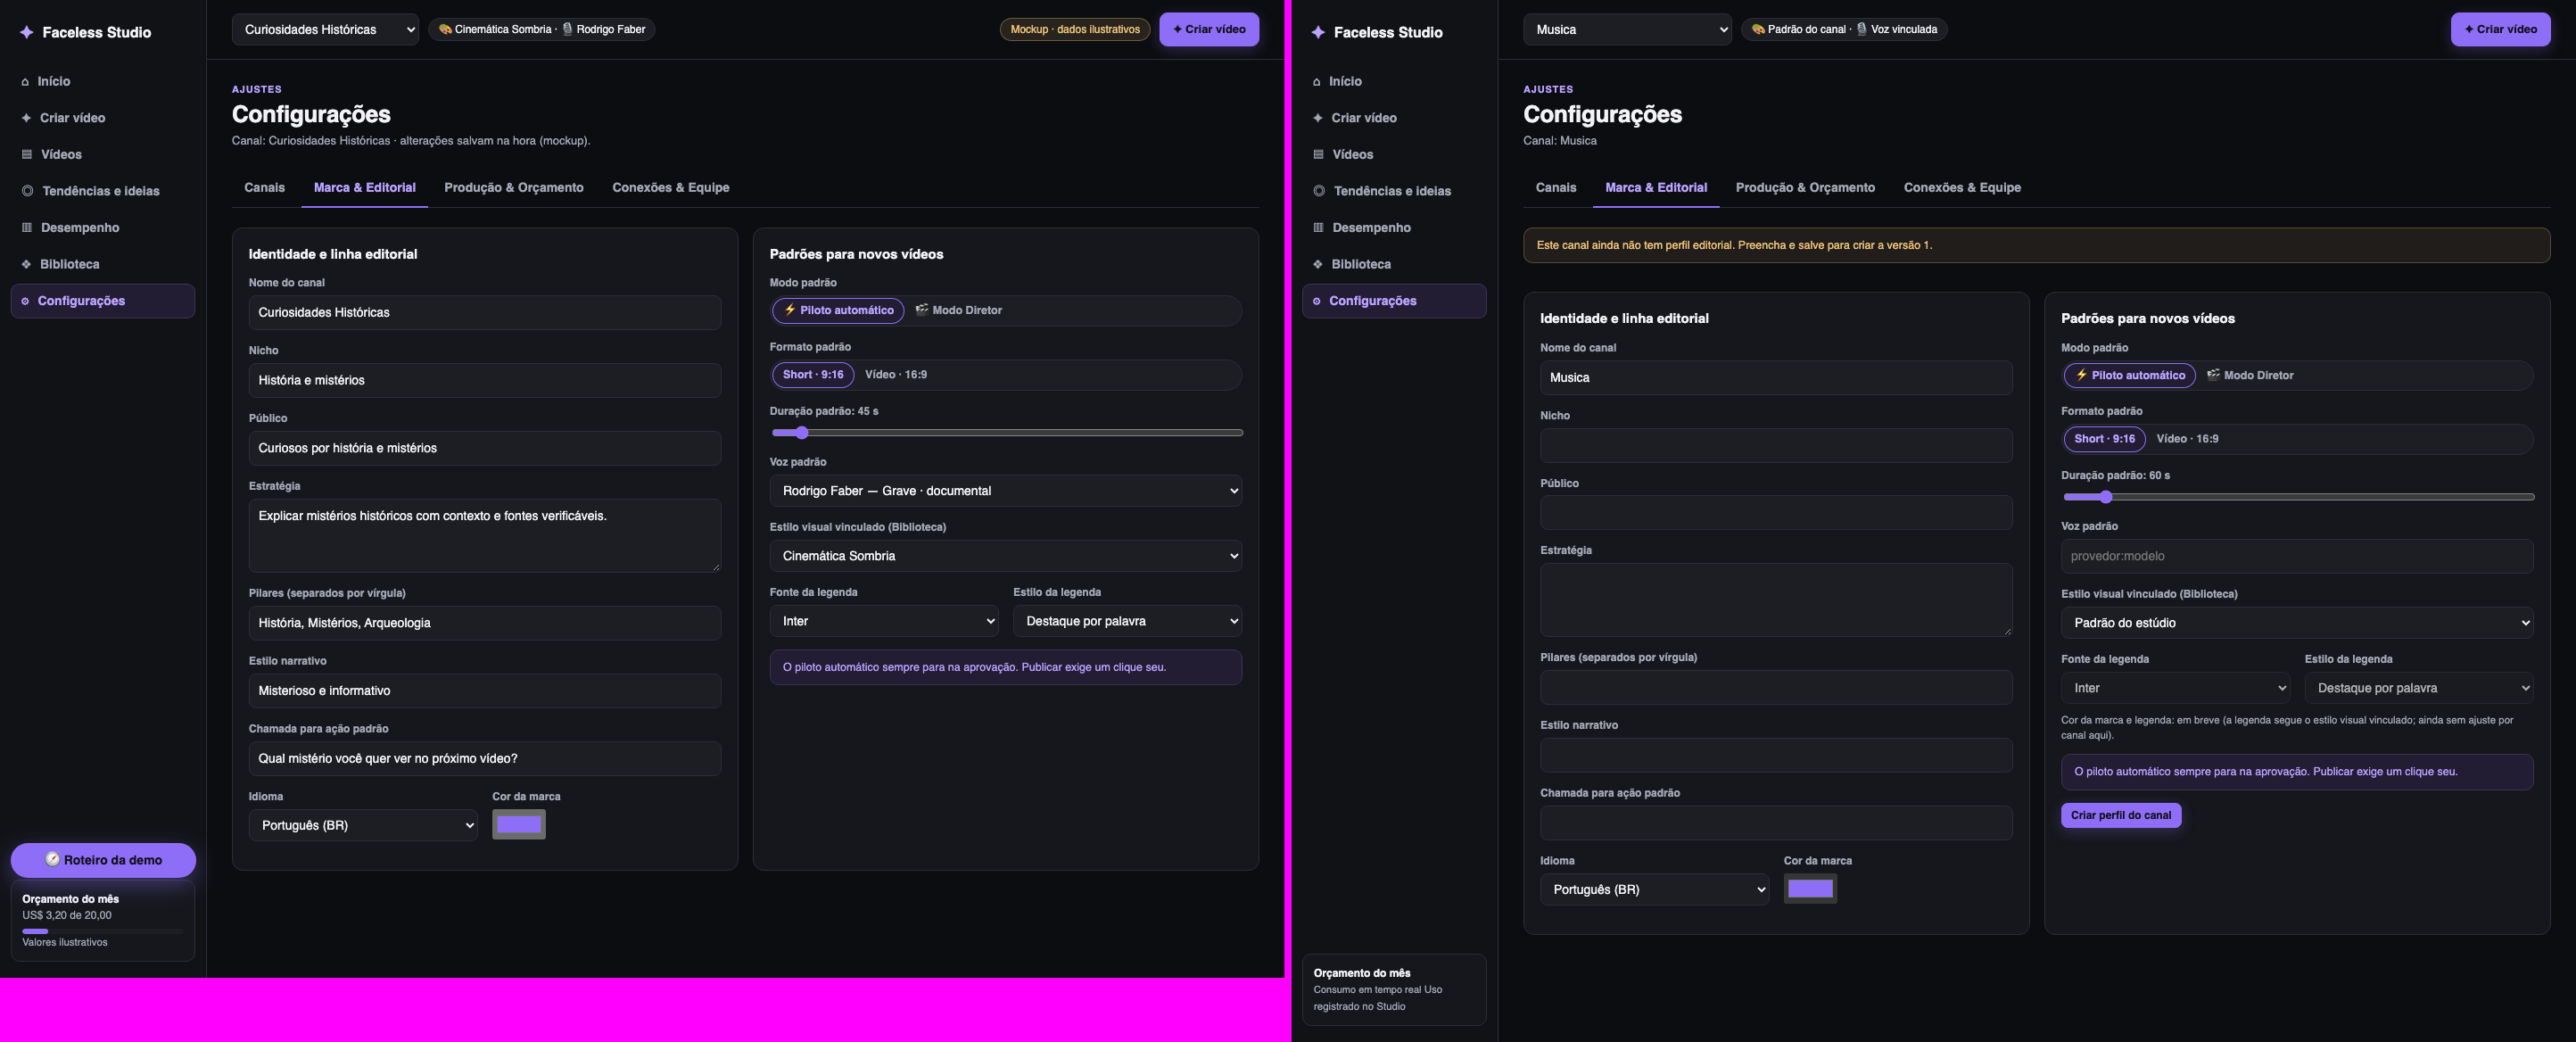 Faceless Studio
Início
Criar vídeo
Vídeos
Tendências e ideias
Desempenho
Biblioteca
Configurações
Roteiro da demo
Orçamento do mês
US$ 3,20 de 20,00
Valores ilustrativos
Curiosidades Históricas
Cinemática Sombria · Rodrigo Faber
Mockup · dados ilustrativos
Criar vídeo
AJUSTES
Configurações
Canal: Curiosidades Históricas · alterações salvam na hora (mockup).
Canais
Marca & Editorial
Produção & Orçamento
Conexões & Equipe
Identidade e linha editorial
Nome do canal
Curiosidades Históricas
Nicho
História e mistérios
Público
Curiosos por história e mistérios
Estratégia
Explicar mistérios históricos com contexto e fontes verificáveis.
Pilares (separados por vírgula)
História, Mistérios, Arqueologia
Estilo narrativo
Misterioso e informativo
Chamada para ação padrão
Qual mistério você quer ver no próximo vídeo?
Idioma
Cor da marca
Português (BR)
Padrões para novos vídeos
Modo padrão
Piloto automático
Modo Diretor
Formato padrão
Short · 9:16
Vídeo · 16:9
Duração padrão: 45 s
Voz padrão
Rodrigo Faber — Grave · documental
Estilo visual vinculado (Biblioteca)
Cinemática Sombria
Fonte da legenda
Estilo da legenda
Inter
Destaque por palavra
O piloto automático sempre para na aprovação. Publicar exige um clique seu.
Faceless Studio
Início
Criar vídeo
Vídeos
Tendências e ideias
Desempenho
Biblioteca
Configurações
Orçamento do mês
Consumo em tempo real Uso
registrado no Studio
Musica
Padrão do canal · Voz vinculada
Criar vídeo
AJUSTES
Configurações
Canal: Musica
Canais
Marca & Editorial
Produção & Orçamento
Conexões & Equipe
Este canal ainda não tem perfil editorial. Preencha e salve para criar a versão 1.
Identidade e linha editorial
Nome do canal
Musica
Nicho
Público
Estratégia
Pilares (separados por vírgula)
Estilo narrativo
Chamada para ação padrão
Idioma
Cor da marca
Português (BR)
Padrões para novos vídeos
Modo padrão
Piloto automático
Modo Diretor
Formato padrão
Short · 9:16
Vídeo · 16:9
Duração padrão: 60 s
Voz padrão
provedor:modelo
Estilo visual vinculado (Biblioteca)
Padrão do estúdio
Fonte da legenda
Estilo da legenda
Inter
Destaque por palavra
Cor da marca e legenda: em breve (a legenda segue o estilo visual vinculado; ainda sem ajuste por
canal aqui).
O piloto automático sempre para na aprovação. Publicar exige um clique seu.
Criar perfil do canal